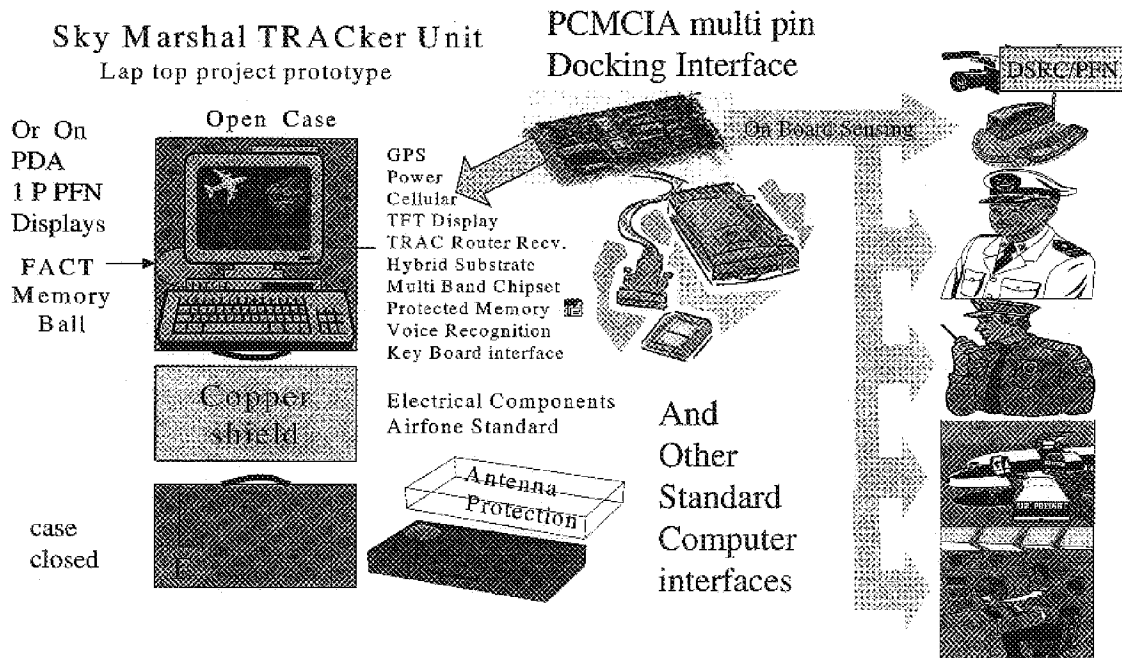 Sky Marshal TRACker Unit
Lap top project prototype
PCMCIA multi pin
Docking Interface
DSRC/PFN
Or On
PDA
1 P PFN
Displays
FACT
Memory
Ball
Open Case
GPS
Power
Cellular
TFT Display
TRAC Router Recv.
Hybrid Substrate
Multi Band Chipset
Protected Memory
Voice Recognition
Key Board interface
On Board Sensing
Copper
shield
Electrical Components
Airfone Standard
case
closed
Antenna
Protection
And
Other
Standard
Computer
interfaces